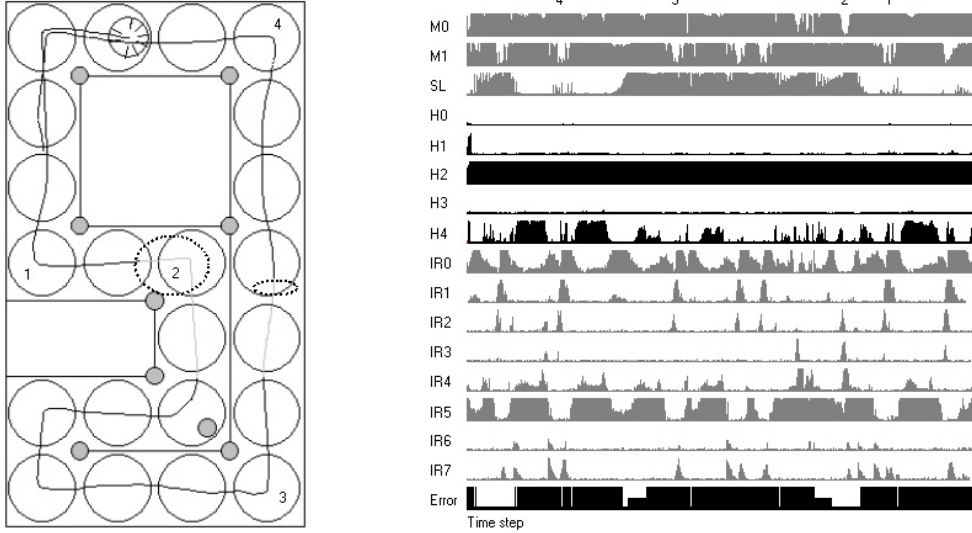 4
1
2
3
4 3 2 1
M0
M1
SL
H0
H1
H2
H3
H4
IR0
IR1
IR2
IR3
IR4
IR5
IR6
IR7
Error
Time step